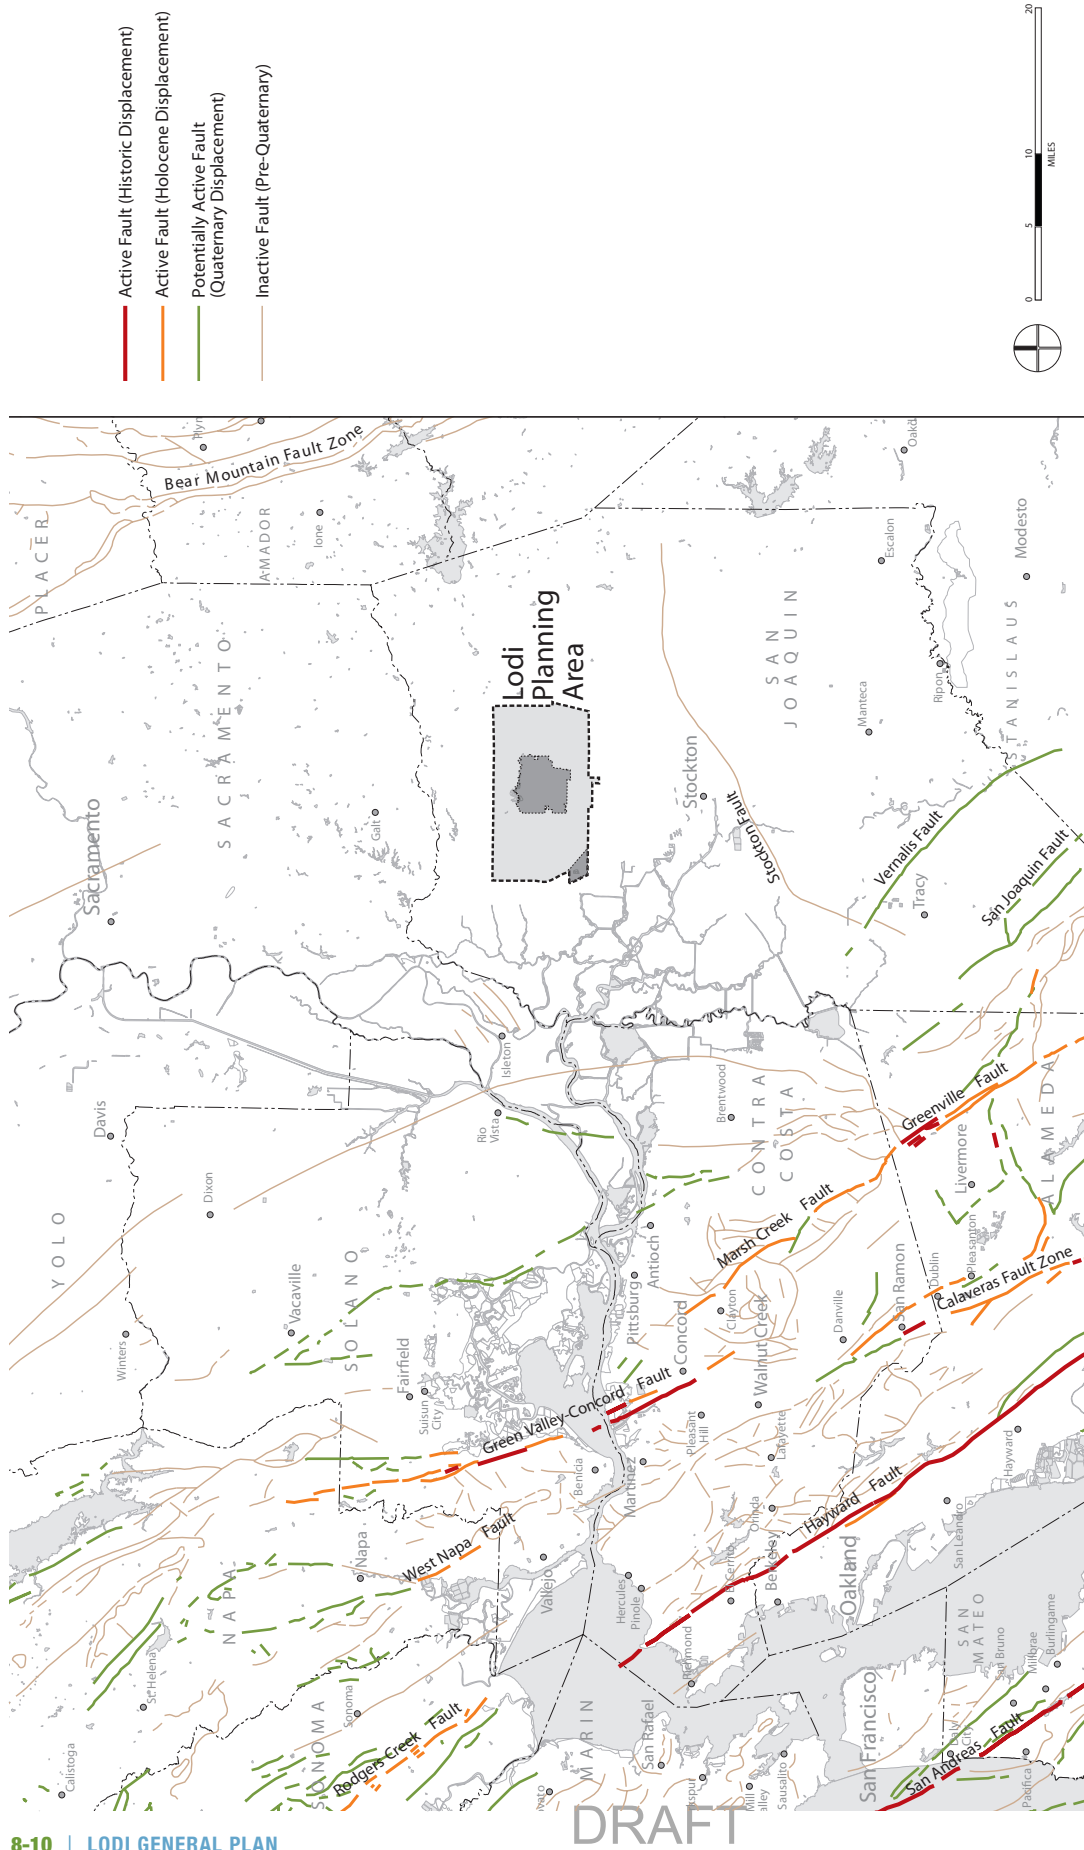 Active Fault (Historic Displacement)
Active Fault (Holocene Displacement)
Potentially Active Fault
(Quaternary Displacement)
Inactive Fault (Pre-Quaternary)
0
5
10
20
MILES
PLACER
Bear Mountain Fault Zone
AMADOR
Ione
Escalon
Modesto
SACRAMENTO
Sacramento
Galt
Lodi
Planning
Area
Stockton
Stockton Fault
SAN
JOAQUIN
Manteca
Ripon
STANISLAUS
Vernalis Fault
Tracy
San Joaquin Fault
Isleton
Rio
Vista
Brentwood
CONTRA
COSTA
Greenville Fault
Livermore
ALAMEDA
Davis
Dixon
YOLO
Winters
Vacaville
SOLANO
Fairfield
Suisun
City
Green Valley-Concord Fault
Antioch
Pittsburg
Marsh Creek Fault
Clayton
Concord
Walnut Creek
Danville
San Ramon
Dublin
Pleasanton
Calaveras Fault Zone
Pleasant
Hill
Lafayette
Benicia
Martinez
Orinda
Hayward Fault
Hayward
San Leandro
Oakland
Berkeley
El Cerrito
Hercules
Pinole
Richmond
Vallejo
Napa
West Napa Fault
NAPA
St. Helena
Calistoga
SONOMA
Sonoma
Rodgers Creek Fault
MARIN
San Rafael
Mill
Sausalito
San Francisco
SAN
MATEO
San Bruno
Millbrae
Burlingame
City
San Andreas Fault
Pacifica
DRAFT
8-10 | LODI GENERAL PLAN